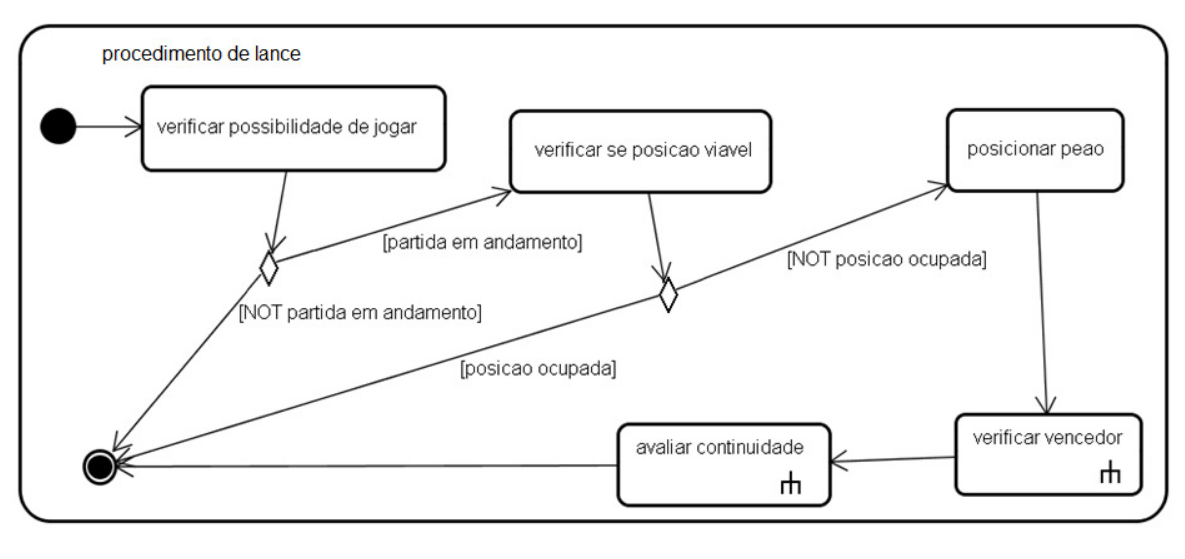 procedimento de lance
verificar possibilidade de jogar
verificar se posicao viavel
posicionar peao
[partida em andamento]
[NOT posicao ocupada]
[NOT partida em andamento]
[posicao ocupada]
avaliar continuidade
verificar vencedor